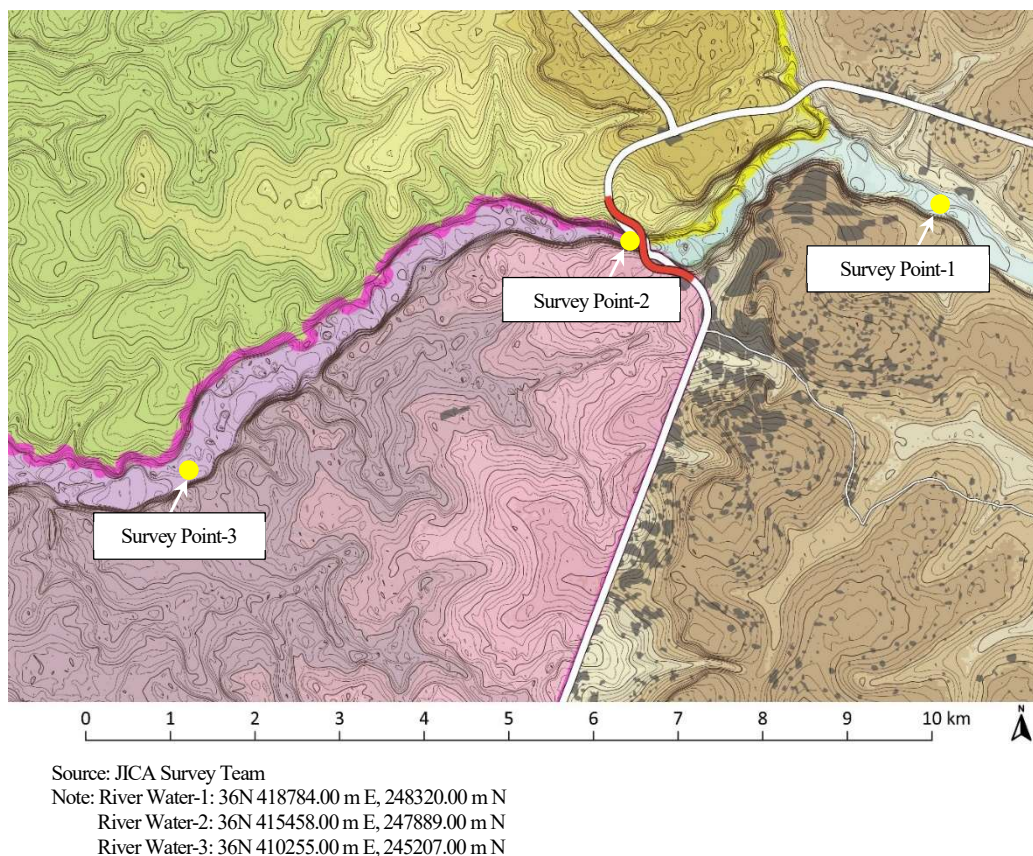 Survey Point-1
Survey Point-2
Survey Point-3
0 1 2 3 4 5 6 7 8 9 10 km
N
Source: JICA Survey Team
Note: River Water-1: 36N 418784.00 m E, 248320.00 m N
River Water-2: 36N 415458.00 m E, 247889.00 m N
River Water-3: 36N 410255.00 m E, 245207.00 m N